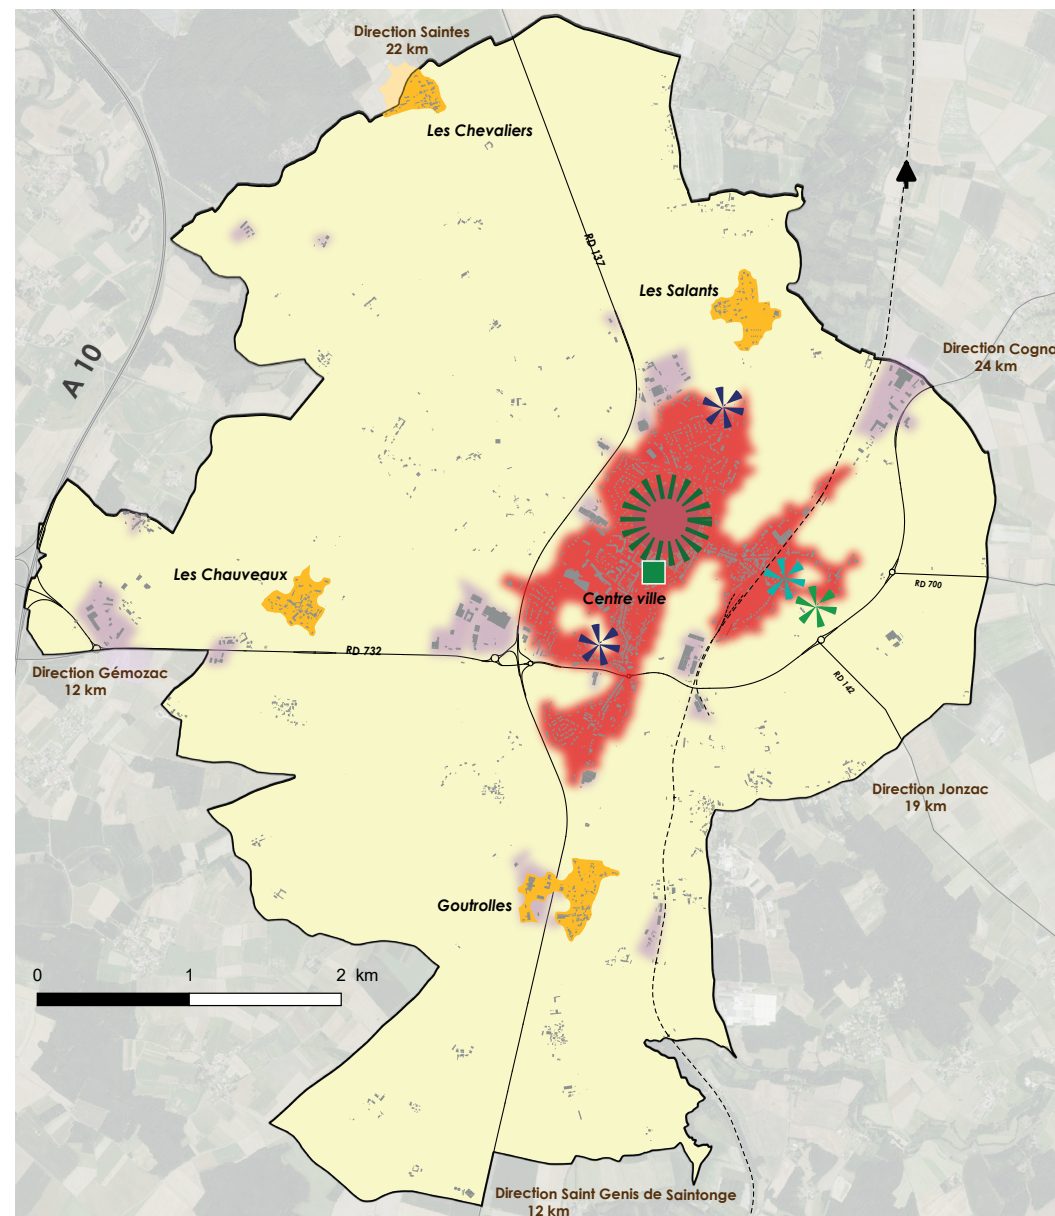 Direction Saintes
22 km
Les Chevaliers
RD 137
Les Salants
A 10
Direction Cogna
24 km
Les Chauveaux
Centre ville
RD 700
RD 732
Direction Gémozac
12 km
RD 142
Direction Jonzac
19 km
Goutrolles
0 1 2 km
Direction Saint Genis de Saintonge
12 km